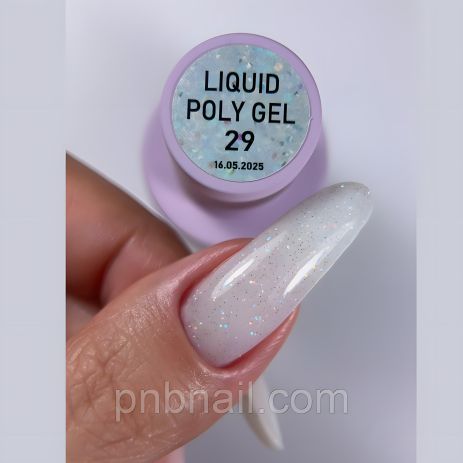 LIQUID
POLY GEL
29
16.05.2025
pnbnail.com